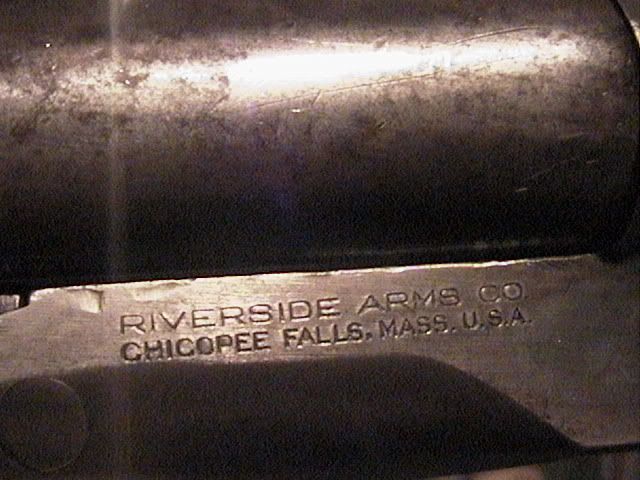 RIVERSIDE ARMS CO.
CHICOPEE FALLS, MASS. U.S.A.